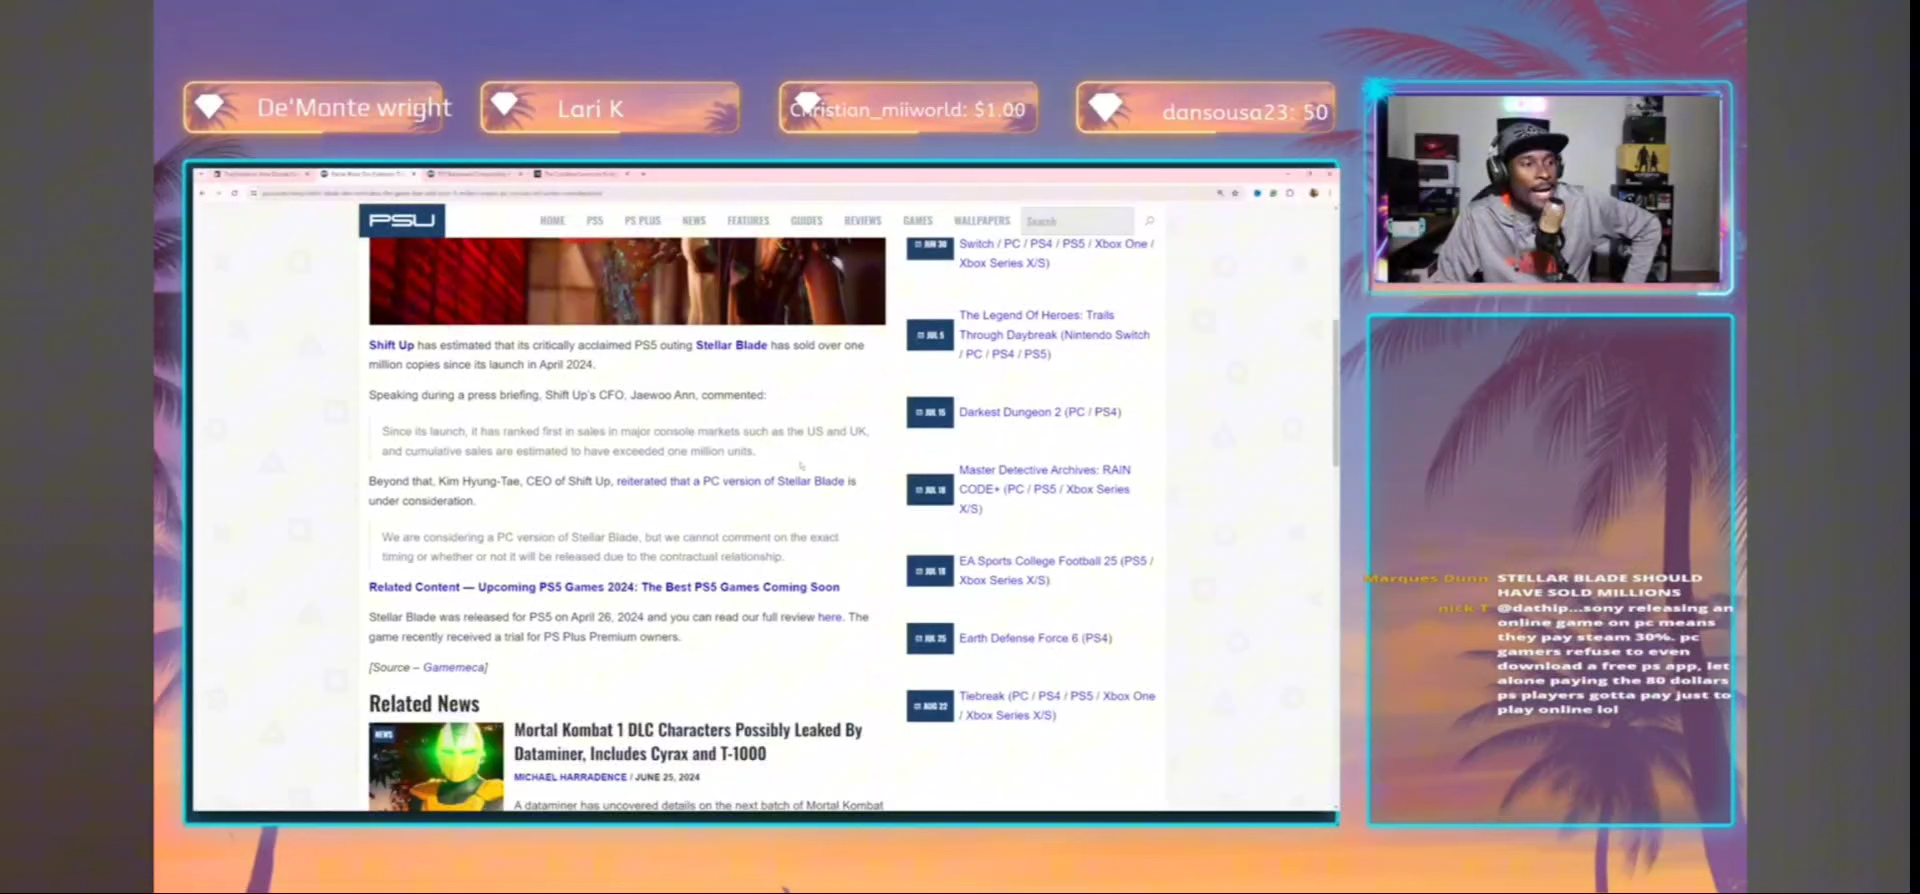 De'Monte wright
Lari K
Christian_miiworld: $1.00
dansousa23: 50
PSU
HOME PS5 PS PLUS NEWS FEATURES GUIDES REVIEWS GAMES WALLPAPERS Search
Shift Up has estimated that its critically acclaimed PS5 outing Stellar Blade has sold over one
million copies since its launch in April 2024.
Speaking during a press briefing, Shift Up's CFO, Jaewoo Ann, commented:
Since its launch, it has ranked first in sales in major console markets such as the US and UK,
and cumulative sales are estimated to have exceeded one million units.
Beyond that, Kim Hyung-Tae, CEO of Shift Up, reiterated that a PC version of Stellar Blade is
under consideration.
We are considering a PC version of Stellar Blade, but we cannot comment on the exact
timing or whether or not it will be released due to the contractual relationship.
Related Content — Upcoming PS5 Games 2024: The Best PS5 Games Coming Soon
Stellar Blade was released for PS5 on April 26, 2024 and you can read our full review here. The
game recently received a trial for PS Plus Premium owners.
[Source – Gamemeca]
Related News
NEWS
Mortal Kombat 1 DLC Characters Possibly Leaked By
Dataminer, Includes Cyrax and T-1000
MICHAEL HARRADENCE / JUNE 25, 2024
A dataminer has uncovered details on the next batch of Mortal Kombat
JUN 30
Switch / PC / PS4 / PS5 / Xbox One /
Xbox Series X/S)
JUL 5
The Legend Of Heroes: Trails
Through Daybreak (Nintendo Switch
/ PC / PS4 / PS5)
JUL 15
Darkest Dungeon 2 (PC / PS4)
JUL 18
Master Detective Archives: RAIN
CODE+ (PC / PS5 / Xbox Series
X/S)
JUL 19
EA Sports College Football 25 (PS5 /
Xbox Series X/S)
JUL 25
Earth Defense Force 6 (PS4)
AUG 22
Tiebreak (PC / PS4 / PS5 / Xbox One
/ Xbox Series X/S)
Marques Dunn STELLAR BLADE SHOULD
HAVE SOLD MILLIONS
nick T @dathip...sony releasing an
online game on pc means
they pay steam 30%. pc
gamers refuse to even
download a free ps app, let
alone paying the 80 dollars
ps players gotta pay just to
play online lol